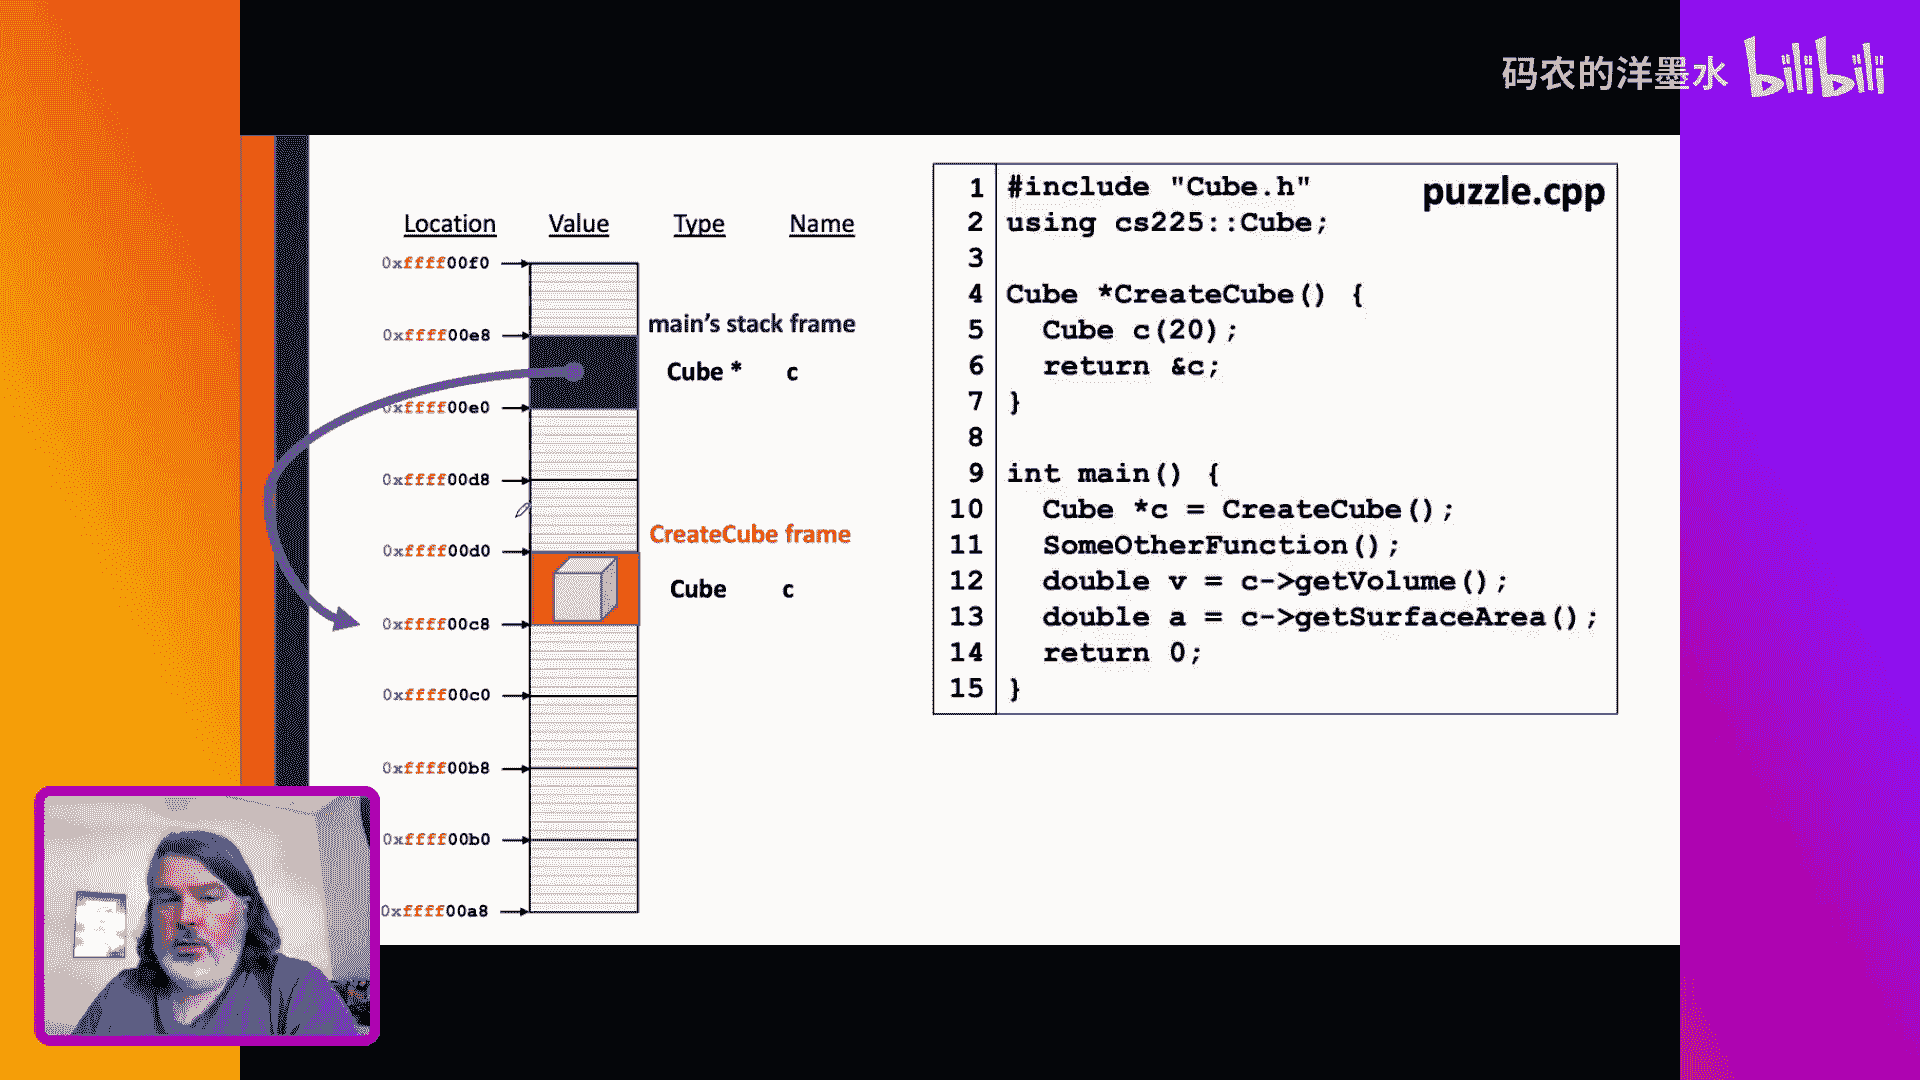 码农的洋墨水 bilibili
Location Value Type Name
0xffff00f0
main's stack frame
0xffff00e8
Cube * c
0xffff00e0
0xffff00d8
CreateCube frame
0xffff00d0
Cube c
0xffff00c8
0xffff00c0
0xffff00b8
0xffff00b0
0xffff00a8
puzzle.cpp
1 #include "Cube.h"
2 using cs225::Cube;
3
4 Cube *CreateCube() {
5 Cube c(20);
6 return &c;
7 }
8
9 int main() {
10 Cube *c = CreateCube();
11 SomeOtherFunction();
12 double v = c->getVolume();
13 double a = c->getSurfaceArea();
14 return 0;
15 }